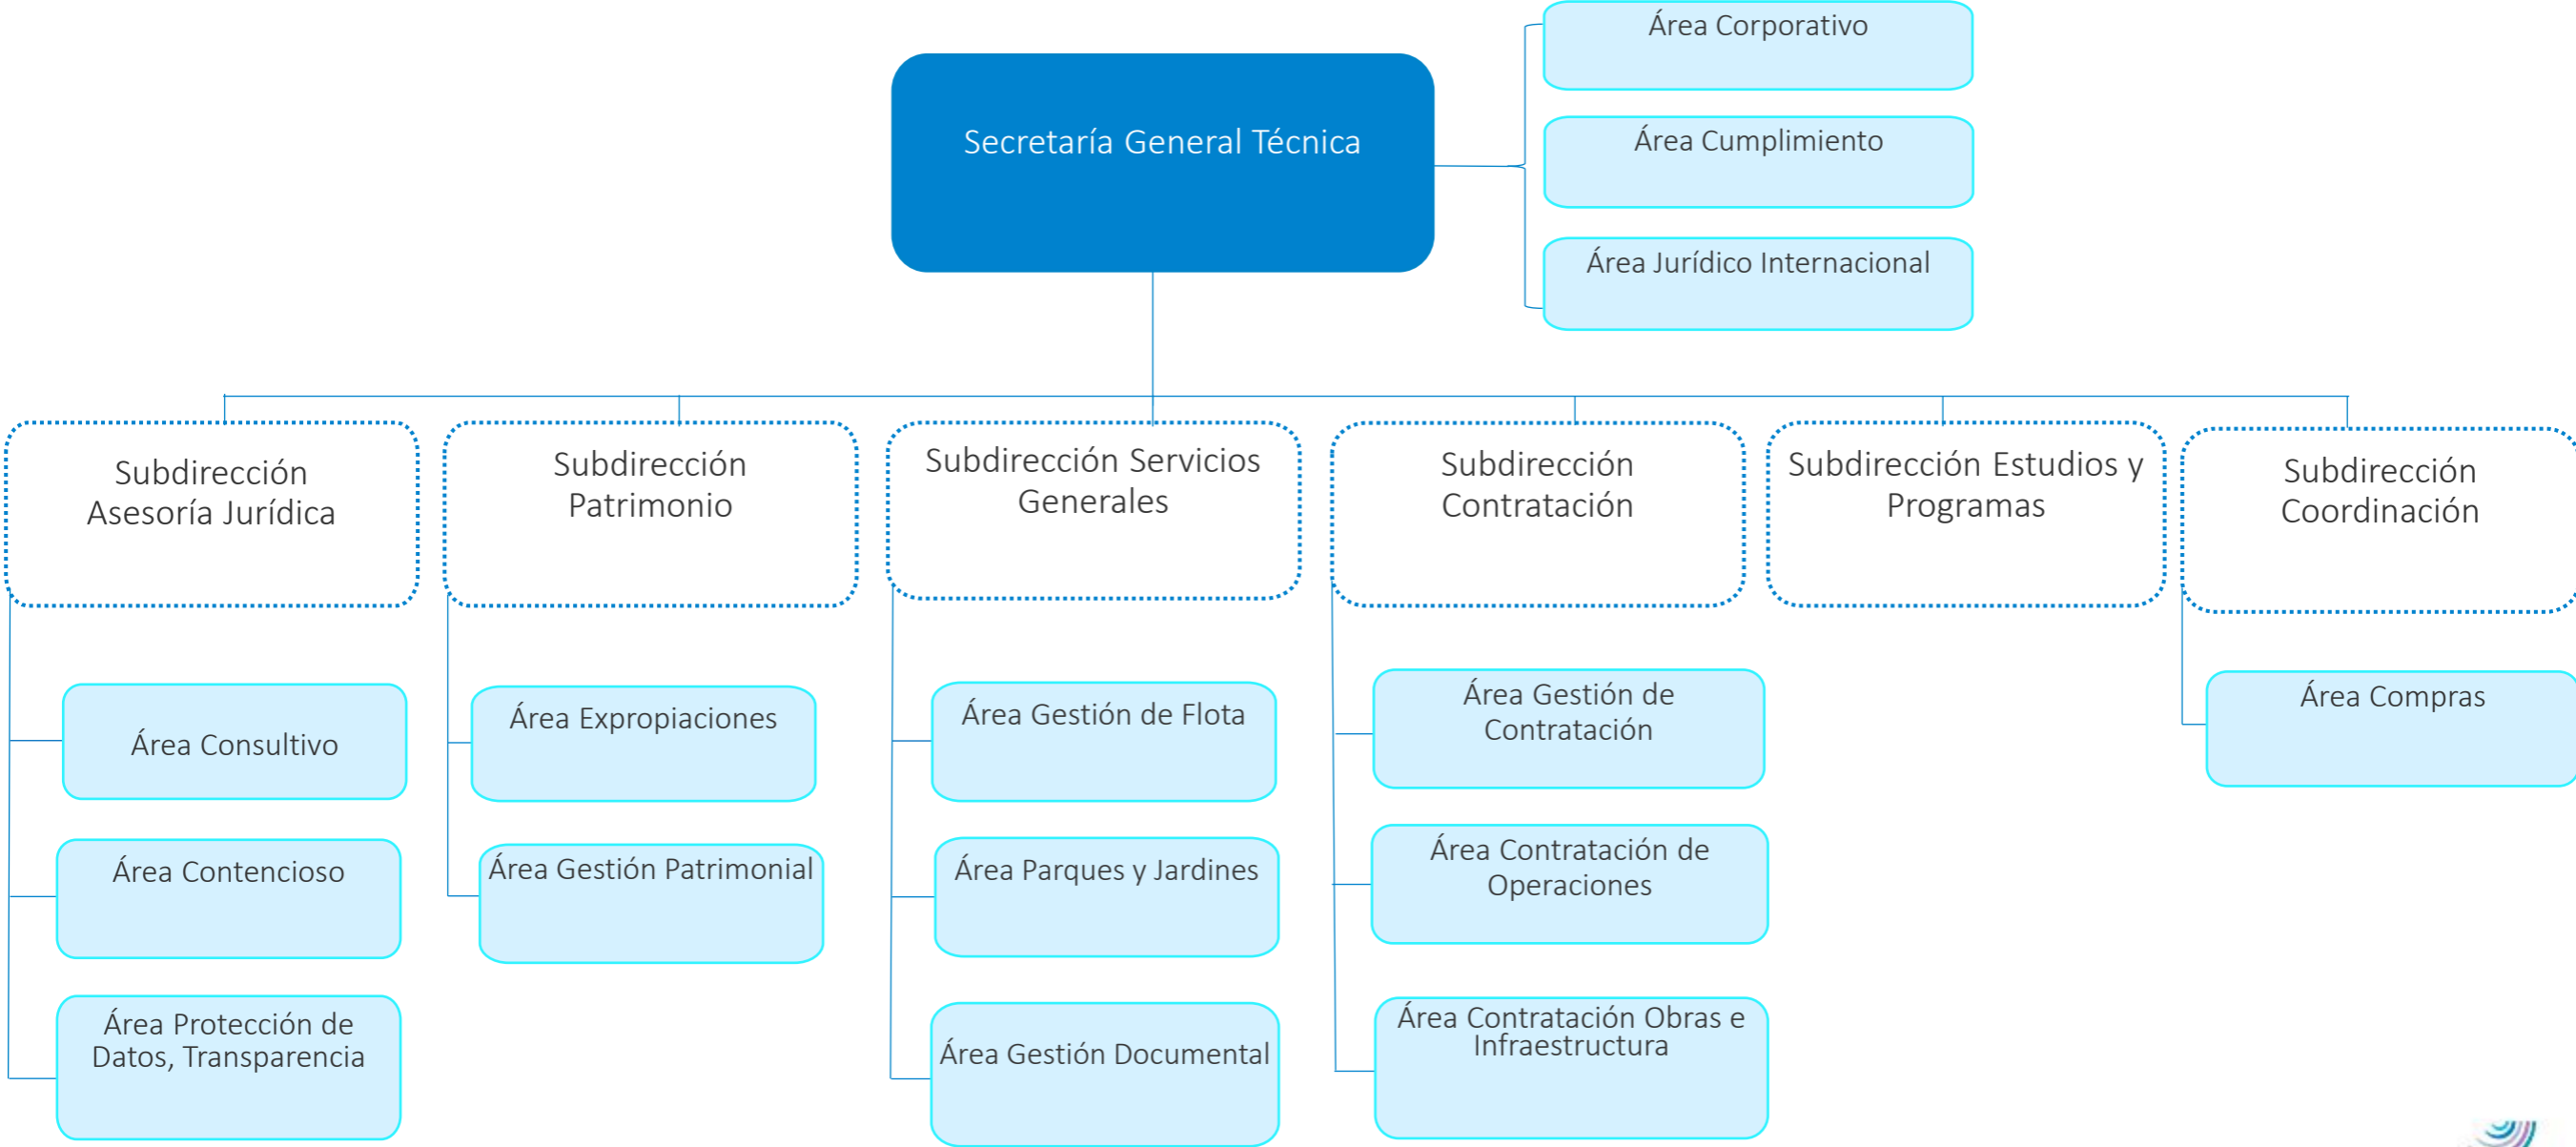 Área Corporativo
Secretaría General Técnica
Área Cumplimiento
Área Jurídico Internacional
Subdirección
Asesoría Jurídica
Subdirección
Patrimonio
Subdirección Servicios
Generales
Subdirección
Contratación
Subdirección Estudios y
Programas
Subdirección
Coordinación
Área Consultivo
Área Contencioso
Área Protección de
Datos, Transparencia
Área Expropiaciones
Área Gestión Patrimonial
Área Gestión de Flota
Área Parques y Jardines
Área Gestión Documental
Área Gestión de
Contratación
Área Contratación de
Operaciones
Área Contratación Obras e
Infraestructura
Área Compras